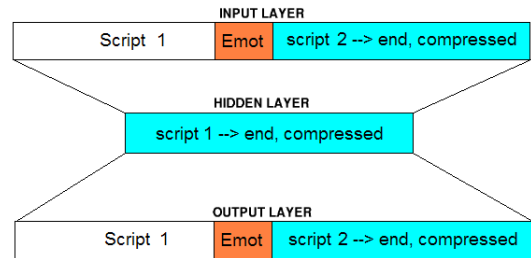 INPUT LAYER
Script 1 Emot script 2 --> end, compressed
HIDDEN LAYER
script 1 --> end, compressed
OUTPUT LAYER
Script 1 Emot script 2 --> end, compressed